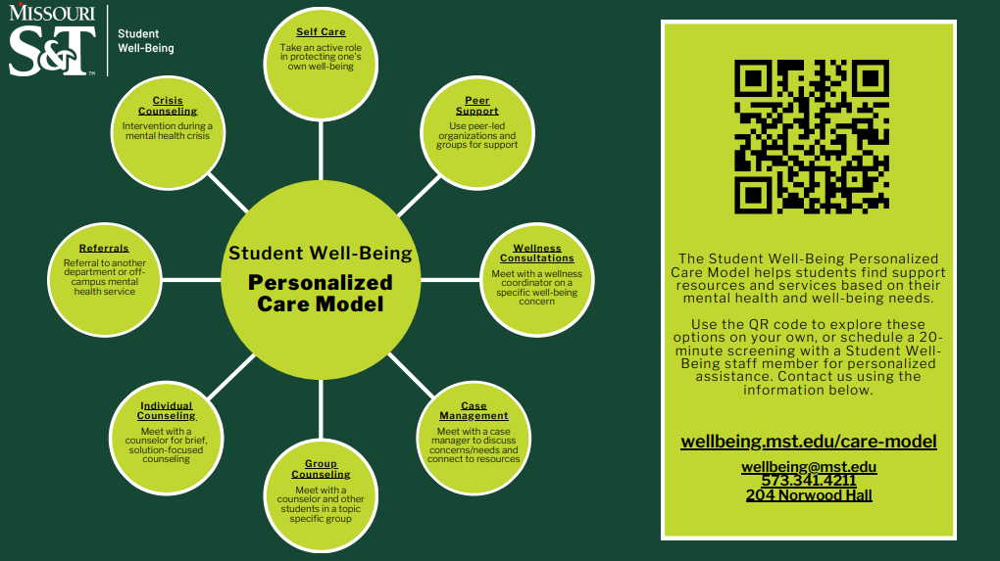 MISSOURI
S&T
TM
Student
Well-Being
Self Care
Take an active role
in protecting one's
own well-being
Peer
Support
Use peer-led
organizations and
groups for support
Wellness
Consultations
Meet with a wellness
coordinator on a
specific well-being
concern
Case
Management
Meet with a case
manager to discuss
concerns/needs and
connect to resources
Group
Counseling
Meet with a
counselor and other
students in a topic
specific group
Individual
Counseling
Meet with a
counselor for brief,
solution-focused
counseling
Referrals
Referral to another
department or off-
campus mental
health service
Crisis
Counseling
Intervention during a
mental health crisis
Student Well-Being
Personalized
Care Model
The Student Well-Being Personalized
Care Model helps students find support
resources and services based on their
mental health and well-being needs.
Use the QR code to explore these
options on your own, or schedule a 20-
minute screening with a Student Well-
Being staff member for personalized
assistance. Contact us using the
information below.
wellbeing.mst.edu/care-model
wellbeing@mst.edu
573.341.4211
204 Norwood Hall